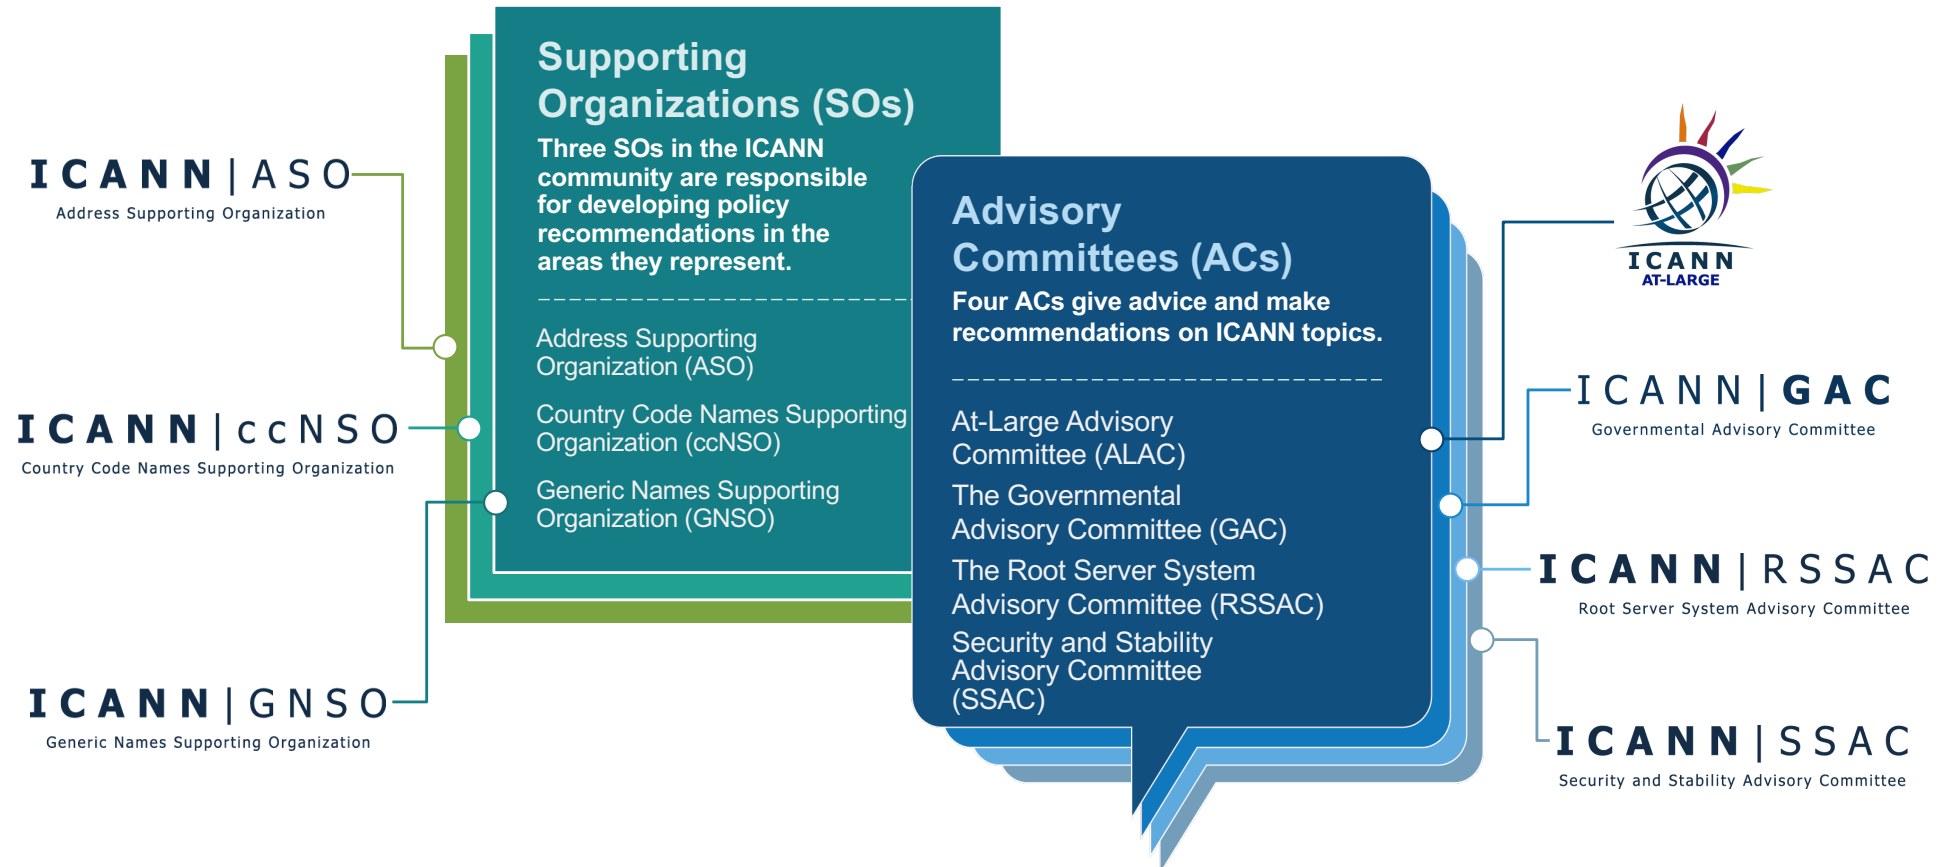 Supporting
Organizations (SOs)
Three SOs in the ICANN
community are responsible
for developing policy
recommendations in the
areas they represent.
Address Supporting
Organization (ASO)
Country Code Names Supporting
Organization (ccNSO)
Generic Names Supporting
Organization (GNSO)
ICANN|ASO
Address Supporting Organization
ICANN|ccNSO
Country Code Names Supporting Organization
ICANN|GNSO
Generic Names Supporting Organization
Advisory
Committees (ACs)
Four ACs give advice and make
recommendations on ICANN topics.
At-Large Advisory
Committee (ALAC)
The Governmental
Advisory Committee (GAC)
The Root Server System
Advisory Committee (RSSAC)
Security and Stability
Advisory Committee
(SSAC)
ICANN
AT-LARGE
ICANN|GAC
Governmental Advisory Committee
ICANN|RSSAC
Root Server System Advisory Committee
ICANN|SSAC
Security and Stability Advisory Committee